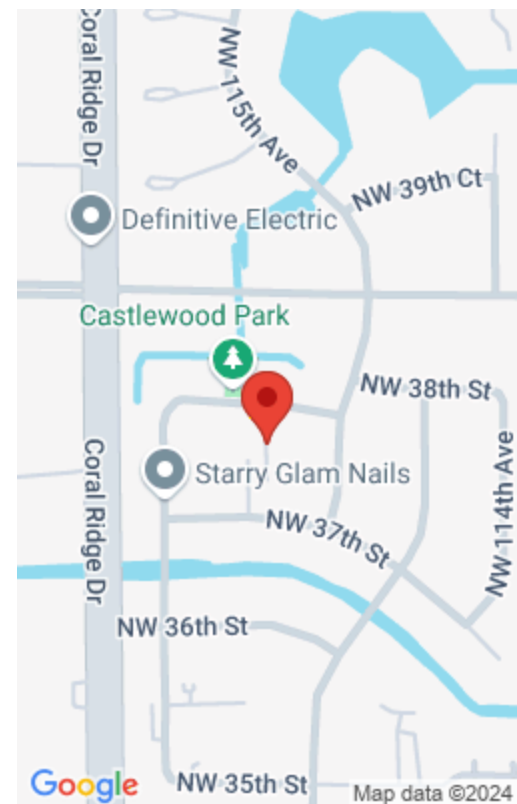 Coral Ridge Dr
NW 115th Ave
NW 39th Ct
Definitive Electric
Castlewood Park
NW 38th St
Starry Glam Nails
Coral Ridge Dr
NW 37th St
NW 114th Ave
NW 36th St
NW 35th St
Google
Map data ©2024